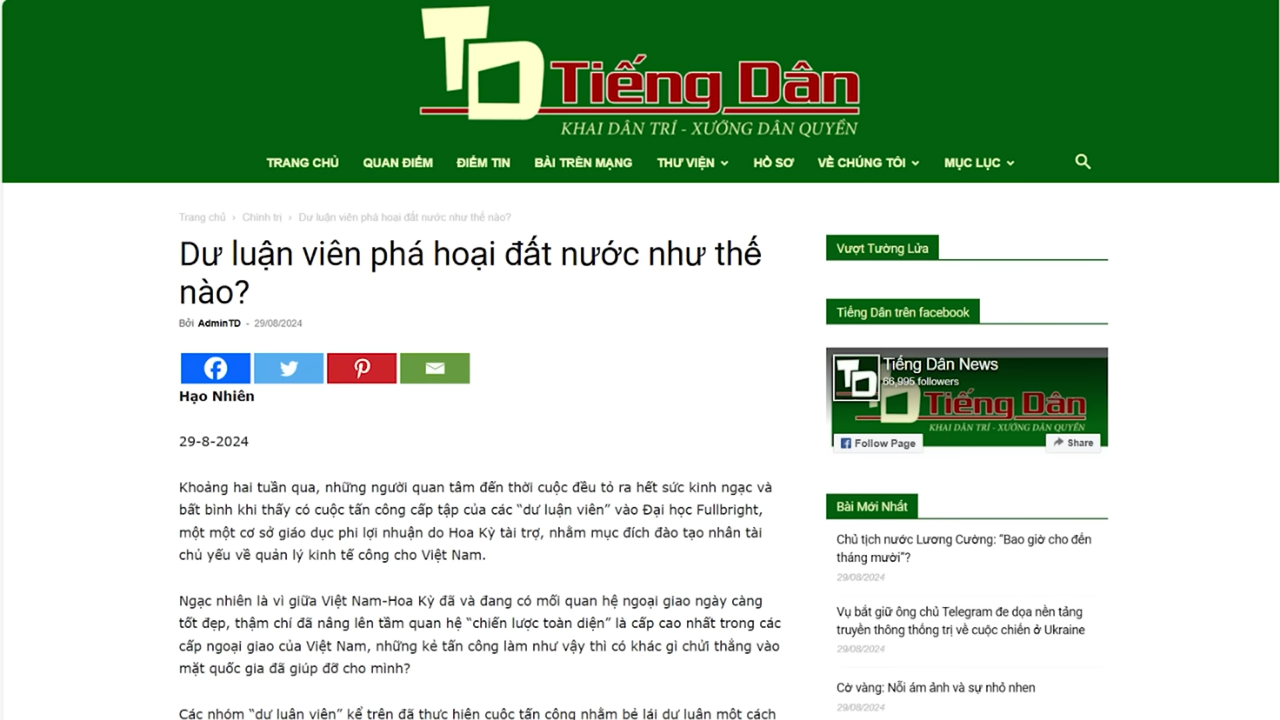 TD Tiếng Dân
KHAI DÂN TRÍ - XƯỚNG DÂN QUYỀN
TRANG CHỦ QUAN ĐIỂM ĐIỂM TIN BÀI TRÊN MẠNG THƯ VIỆN HỒ SƠ VỀ CHÚNG TÔI MỤC LỤC
Trang chủ › Chính trị › Dư luận viên phá hoại đất nước như thế nào?
Dư luận viên phá hoại đất nước như thế
nào?
Bởi AdminTD - 29/08/2024
Hạo Nhiên
29-8-2024
Khoảng hai tuần qua, những người quan tâm đến thời cuộc đều tỏ ra hết sức kinh ngạc và
bất bình khi thấy có cuộc tấn công cấp tập của các “dư luận viên” vào Đại học Fullbright,
một một cơ sở giáo dục phi lợi nhuận do Hoa Kỳ tài trợ, nhằm mục đích đào tạo nhân tài
chủ yếu về quản lý kinh tế công cho Việt Nam.
Ngạc nhiên là vì giữa Việt Nam-Hoa Kỳ đã và đang có mối quan hệ ngoại giao ngày càng
tốt đẹp, thậm chí đã nâng lên tầm quan hệ “chiến lược toàn diện” là cấp cao nhất trong các
cấp ngoại giao của Việt Nam, những kẻ tấn công làm như vậy thì có khác gì chửi thẳng vào
mặt quốc gia đã giúp đỡ cho mình?
Các nhóm “dư luận viên” kể trên đã thực hiện cuộc tấn công nhằm bẻ lái dư luận một cách
Vượt Tường Lửa
Tiếng Dân trên facebook
TD Tiếng Dân News
66,995 followers
TD Tiếng Dân
KHAI DÂN TRÍ - XƯỚNG DÂN QUYỀN
Follow Page Share
Bài Mới Nhất
Chủ tịch nước Lương Cường: “Bao giờ cho đến
tháng mười”?
29/08/2024
Vụ bắt giữ ông chủ Telegram đe dọa nền tảng
truyền thông thống trị về cuộc chiến ở Ukraine
29/08/2024
Cờ vàng: Nỗi ám ảnh và sự nhỏ nhen
29/08/2024